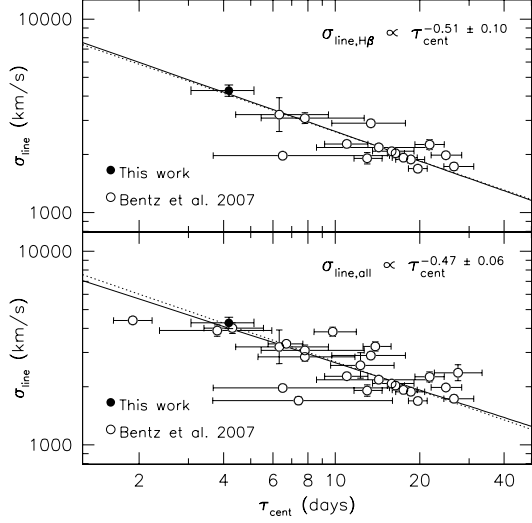 10000
σline,Hβ ∝ τcent^−0.51 ± 0.10
σline (km/s)
This work
Bentz et al. 2007
1000
10000
σline,all ∝ τcent^−0.47 ± 0.06
σline (km/s)
This work
Bentz et al. 2007
1000
2 4 6 8 10 20 40
τcent (days)